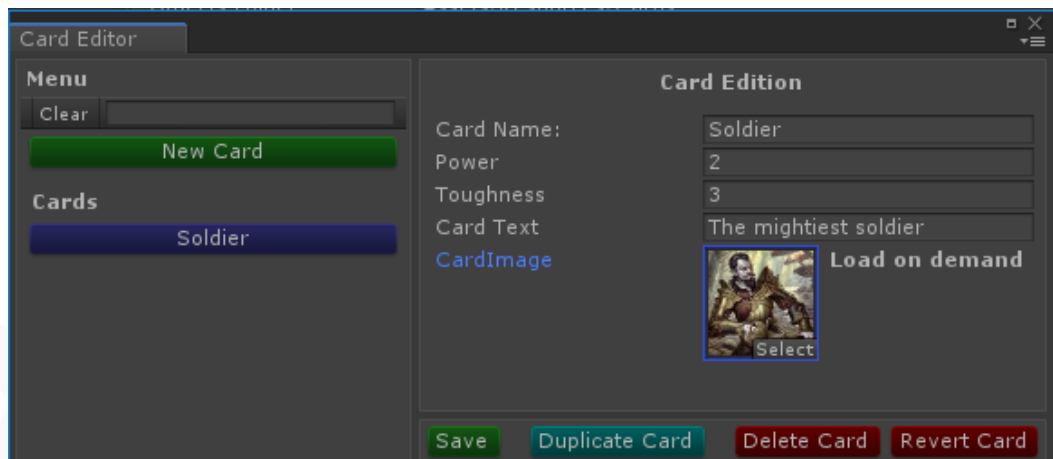 Card Editor
Menu
Clear
New Card
Cards
Soldier
Card Edition
Card Name: Soldier
Power 2
Toughness 3
Card Text The mightiest soldier
CardImage Load on demand
Select
Save Duplicate Card Delete Card Revert Card